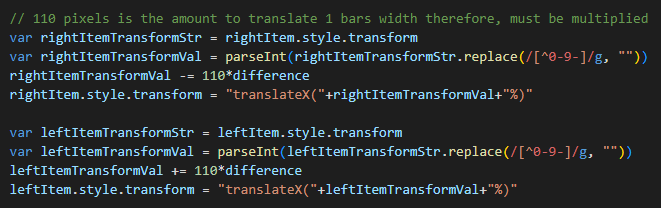 // 110 pixels is the amount to translate 1 bars width therefore, must be multiplied
var rightItemTransformStr = rightItem.style.transform
var rightItemTransformVal = parseInt(rightItemTransformStr.replace(/[^0-9-]/g, ""))
rightItemTransformVal -= 110*difference
rightItem.style.transform = "translateX("+rightItemTransformVal+"%)"

var leftItemTransformStr = leftItem.style.transform
var leftItemTransformVal = parseInt(leftItemTransformStr.replace(/[^0-9-]/g, ""))
leftItemTransformVal += 110*difference
leftItem.style.transform = "translateX("+leftItemTransformVal+"%)"